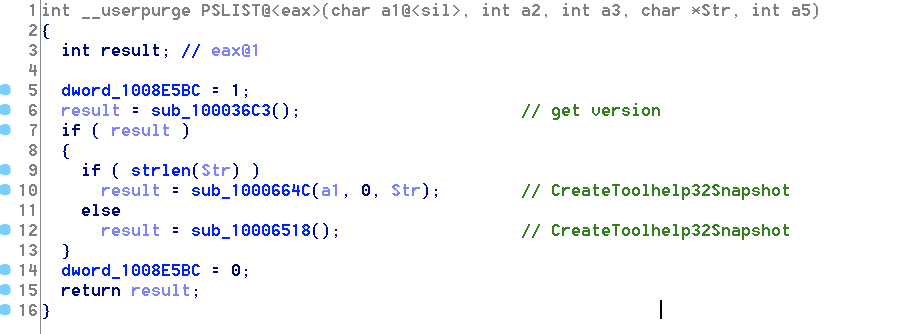 1 int __userpurge PSLIST@<eax>(char a1@<sil>, int a2, int a3, char *Str, int a5)
2 {
3 int result; // eax@1
4
5 dword_1008E5BC = 1;
6 result = sub_100036C3(); // get version
7 if ( result )
8 {
9 if ( strlen(Str) )
10 result = sub_1000664C(a1, 0, Str); // CreateToolhelp32Snapshot
11 else
12 result = sub_10006518(); // CreateToolhelp32Snapshot
13 }
14 dword_1008E5BC = 0;
15 return result;
16 }